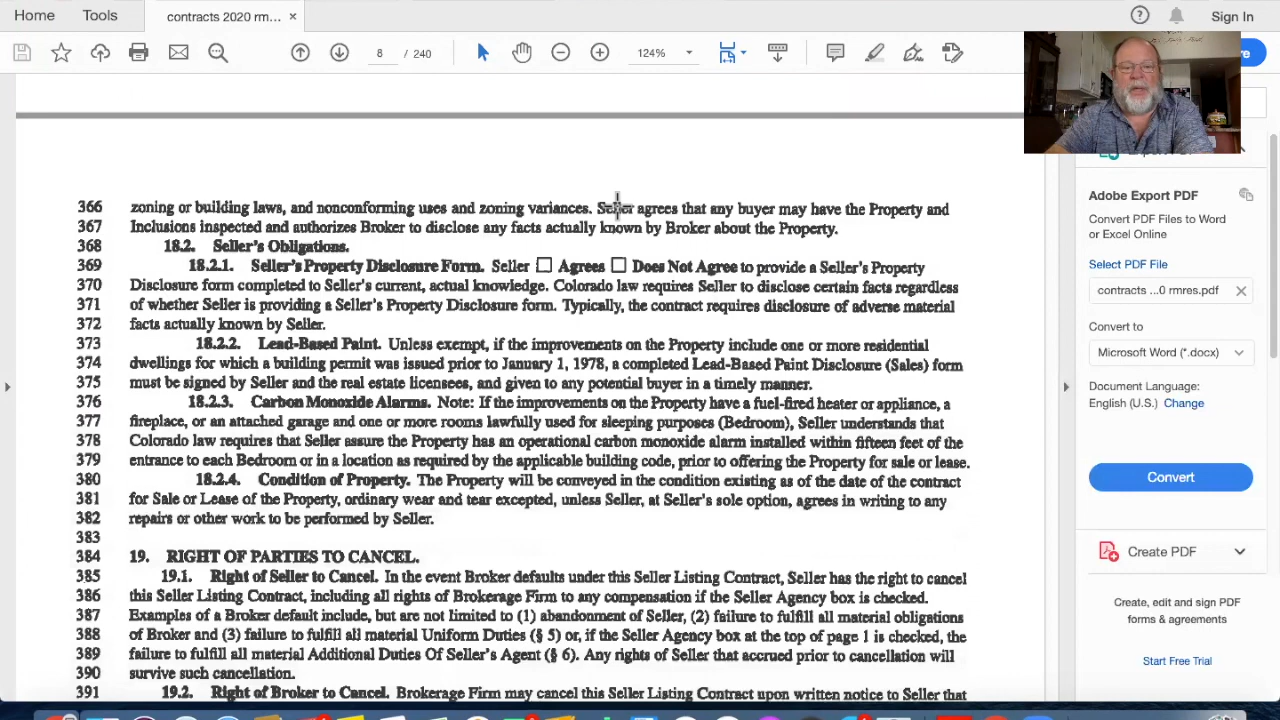 Home Tools contracts 2020 rm... × Sign In
8 / 240 124%
366 zoning or building laws, and nonconforming uses and zoning variances. Seller agrees that any buyer may have the Property and
367 Inclusions inspected and authorizes Broker to disclose any facts actually known by Broker about the Property.
368 18.2. Seller's Obligations.
369 18.2.1. Seller's Property Disclosure Form. Seller ☐ Agrees ☐ Does Not Agree to provide a Seller's Property
370 Disclosure form completed to Seller's current, actual knowledge. Colorado law requires Seller to disclose certain facts regardless
371 of whether Seller is providing a Seller's Property Disclosure form. Typically, the contract requires disclosure of adverse material
372 facts actually known by Seller.
373 18.2.2. Lead-Based Paint. Unless exempt, if the improvements on the Property include one or more residential
374 dwellings for which a building permit was issued prior to January 1, 1978, a completed Lead-Based Paint Disclosure (Sales) form
375 must be signed by Seller and the real estate licensees, and given to any potential buyer in a timely manner.
376 18.2.3. Carbon Monoxide Alarms. Note: If the improvements on the Property have a fuel-fired heater or appliance, a
377 fireplace, or an attached garage and one or more rooms lawfully used for sleeping purposes (Bedroom), Seller understands that
378 Colorado law requires that Seller assure the Property has an operational carbon monoxide alarm installed within fifteen feet of the
379 entrance to each Bedroom or in a location as required by the applicable building code, prior to offering the Property for sale or lease.
380 18.2.4. Condition of Property. The Property will be conveyed in the condition existing as of the date of the contract
381 for Sale or Lease of the Property, ordinary wear and tear excepted, unless Seller, at Seller's sole option, agrees in writing to any
382 repairs or other work to be performed by Seller.
383
384 19. RIGHT OF PARTIES TO CANCEL.
385 19.1. Right of Seller to Cancel. In the event Broker defaults under this Seller Listing Contract, Seller has the right to cancel
386 this Seller Listing Contract, including all rights of Brokerage Firm to any compensation if the Seller Agency box is checked.
387 Examples of a Broker default include, but are not limited to (1) abandonment of Seller, (2) failure to fulfill all material obligations
388 of Broker and (3) failure to fulfill all material Uniform Duties (§ 5) or, if the Seller Agency box at the top of page 1 is checked, the
389 failure to fulfill all material Additional Duties Of Seller's Agent (§ 6). Any rights of Seller that accrued prior to cancellation will
390 survive such cancellation.
391 19.2. Right of Broker to Cancel. Brokerage Firm may cancel this Seller Listing Contract upon written notice to Seller that
Adobe Export PDF
Convert PDF Files to Word
or Excel Online
Select PDF File
contracts ...0 rmres.pdf
Convert to
Microsoft Word (*.docx)
Document Language:
English (U.S.) Change
Convert
Create PDF
Create, edit and sign PDF
forms & agreements
Start Free Trial